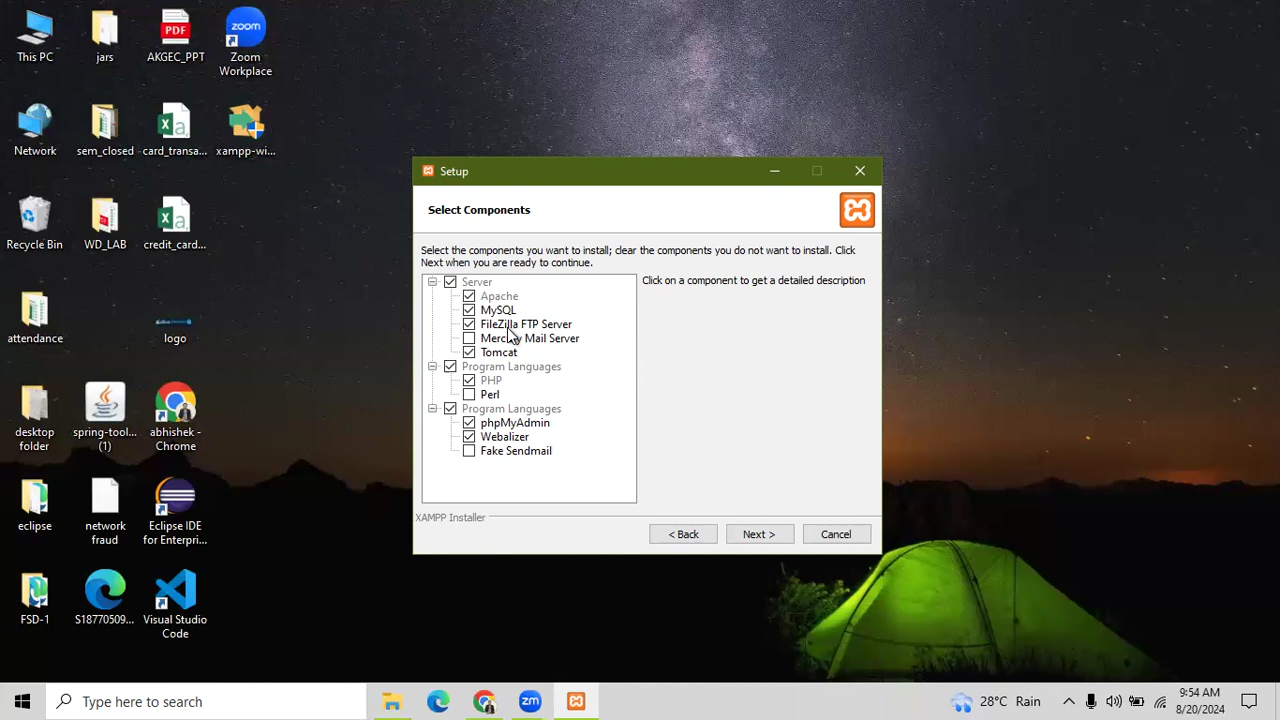 This PC
jars
PDF
AKGEC_PPT
zoom
Zoom
Workplace
Network
sem_closed
card_transa...
xampp-wi...
Recycle Bin
WD_LAB
credit_card...
attendance
logo
desktop
folder
spring-tool...
(1)
abhishek -
Chrome
eclipse
network
fraud
Eclipse IDE
for Enterpri...
FSD-1
S18770509...
Visual Studio
Code
Setup
Select Components
Select the components you want to install; clear the components you do not want to install. Click
Next when you are ready to continue.
Server
Apache
MySQL
FileZilla FTP Server
Mercury Mail Server
Tomcat
Program Languages
PHP
Perl
Program Languages
phpMyAdmin
Webalizer
Fake Sendmail
Click on a component to get a detailed description
XAMPP Installer
< Back
Next >
Cancel
Type here to search
zm
28°C Rain
9:54 AM
8/20/2024